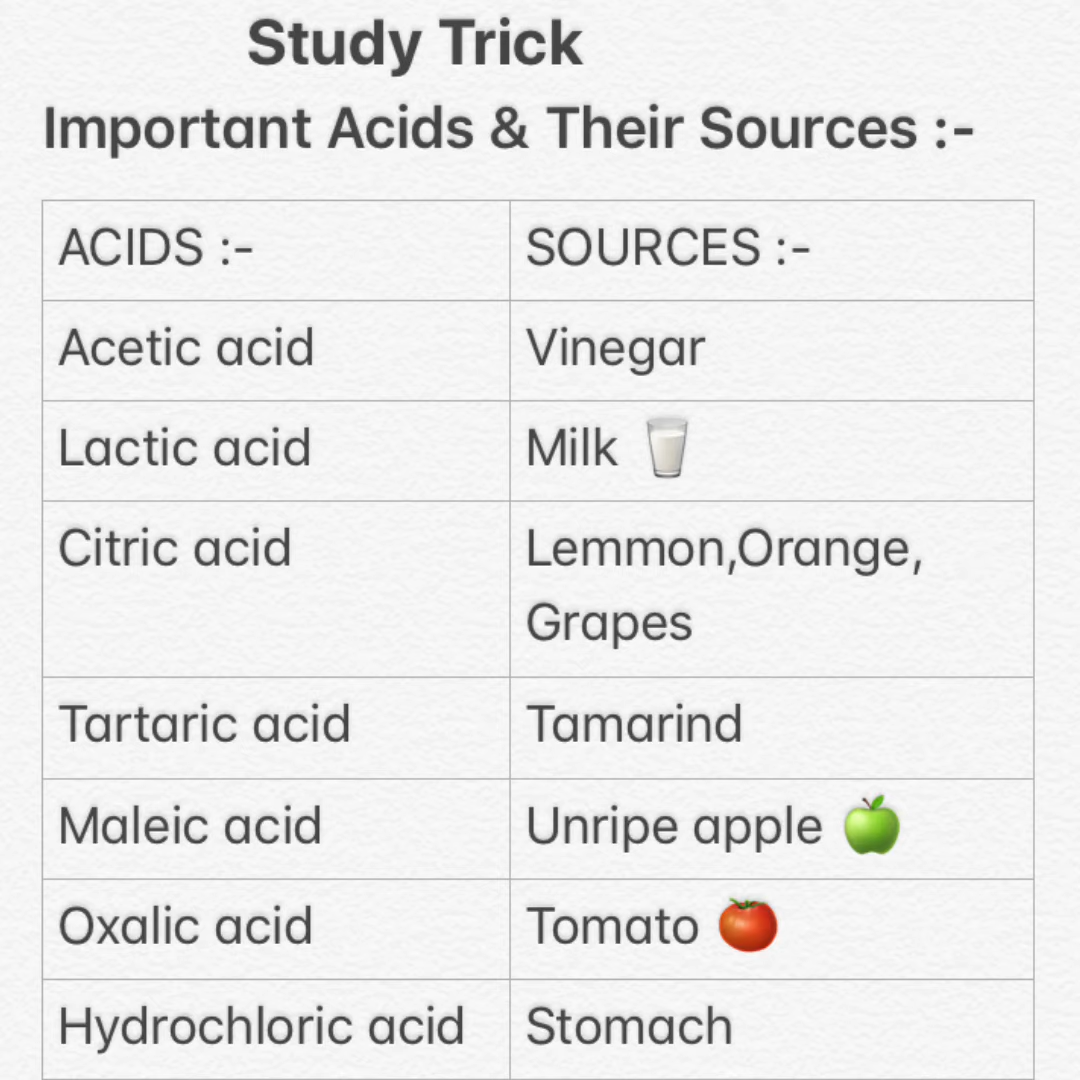 Study Trick
Important Acids & Their Sources :-
ACIDS :- SOURCES :-
Acetic acid Vinegar
Lactic acid Milk 🥛
Citric acid Lemmon,Orange,
Grapes
Tartaric acid Tamarind
Maleic acid Unripe apple 🍏
Oxalic acid Tomato 🍅
Hydrochloric acid Stomach